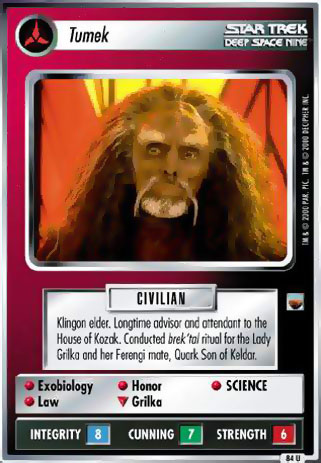 Tumek
STAR TREK
DEEP SPACE NINE
TM & © 2000 PAR. PIC. TM & © 2000 DECIPHER INC.
CIVILIAN
Klingon elder. Longtime advisor and attendant to the
House of Kozak. Conducted brek'tal ritual for the Lady
Grilka and her Ferengi mate, Quark Son of Keldar.
Exobiology Honor SCIENCE
Law Grilka
INTEGRITY 8 CUNNING 7 STRENGTH 6
84 U